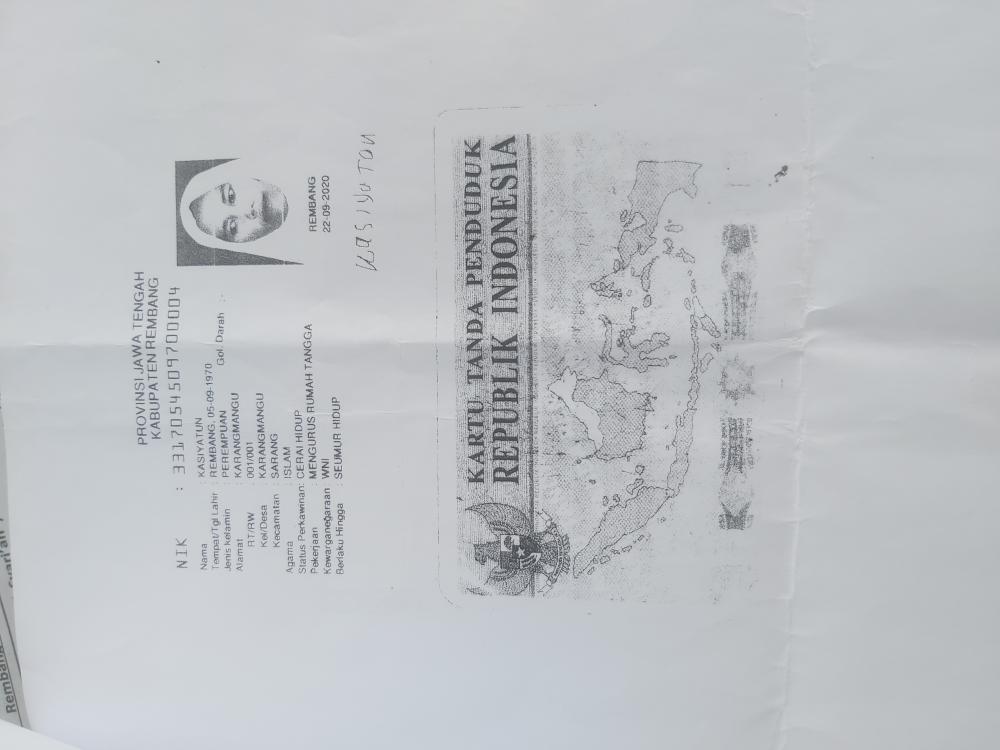 PROVINSI JAWA TENGAH
KABUPATEN REMBANG
NIK : 3317054509700004
Nama : KASIYATUN
Tempat/Tgl Lahir : REMBANG, 05-09-1970
Jenis kelamin : PEREMPUAN Gol. Darah : -
Alamat : KARANGMANGU
RT/RW : 001/001
Kel/Desa : KARANGMANGU
Kecamatan : SARANG
Agama : ISLAM
Status Perkawinan: CERAI HIDUP
Pekerjaan : MENGURUS RUMAH TANGGA
Kewarganegaraan : WNI
Berlaku Hingga : SEUMUR HIDUP
REMBANG
22-09-2020
KARTU TANDA PENDUDUK
REPUBLIK INDONESIA
Rembang